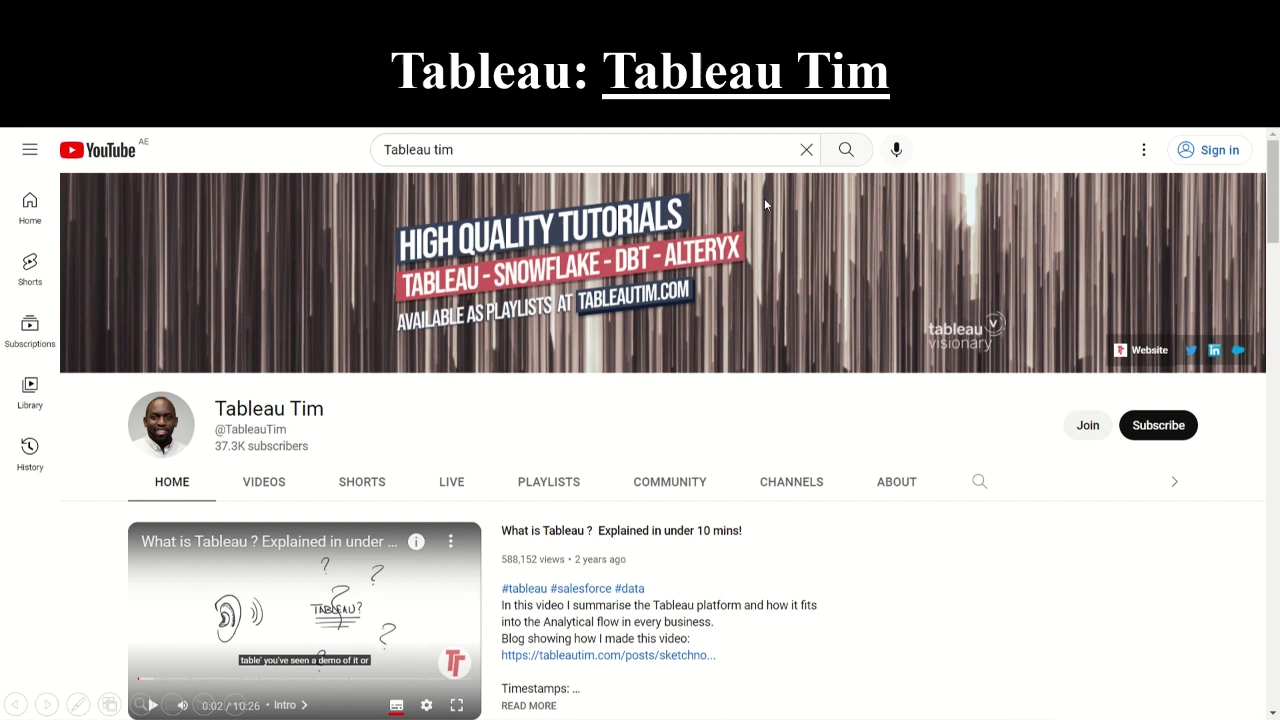 Tableau: Tableau Tim
YouTube AE
Tableau tim
Sign in
Home
Shorts
Subscriptions
Library
History
HIGH QUALITY TUTORIALS
TABLEAU - SNOWFLAKE - DBT - ALTERYX
AVAILABLE AS PLAYLISTS AT TABLEAUTIM.COM
tableau
visionary
Website
Tableau Tim
@TableauTim
37.3K subscribers
Join
Subscribe
HOME
VIDEOS
SHORTS
LIVE
PLAYLISTS
COMMUNITY
CHANNELS
ABOUT
What is Tableau ? Explained in under ...
TABLEAU?
table' you've seen a demo of it or
0:02 / 10:26 • Intro
What is Tableau ? Explained in under 10 mins!
588,152 views • 2 years ago
#tableau #salesforce #data
In this video I summarise the Tableau platform and how it fits
into the Analytical flow in every business.
Blog showing how I made this video:
https://tableautim.com/posts/sketchno...
Timestamps: ...
READ MORE